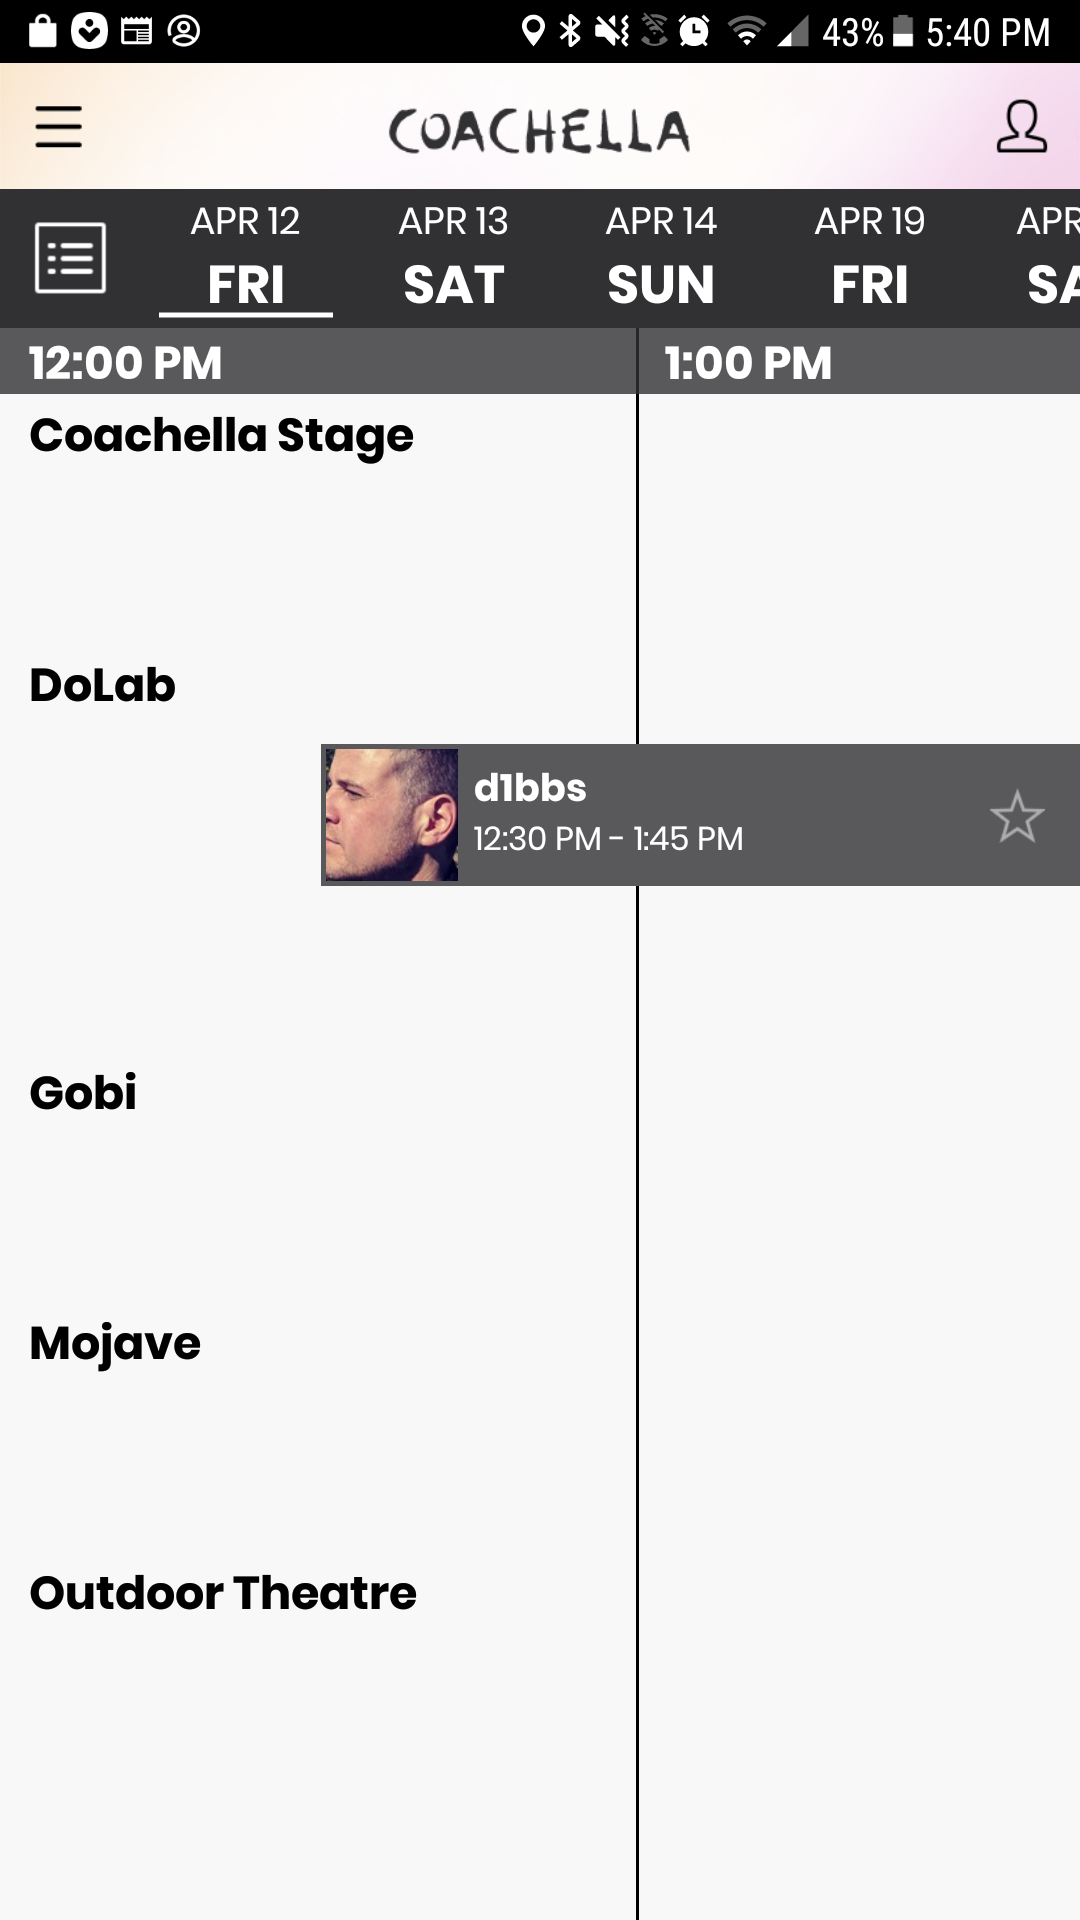 43% 5:40 PM
COACHELLA
APR 12 APR 13 APR 14 APR 19 APR
FRI SAT SUN FRI SA
12:00 PM 1:00 PM
Coachella Stage
DoLab
d1bbs
12:30 PM - 1:45 PM
Gobi
Mojave
Outdoor Theatre